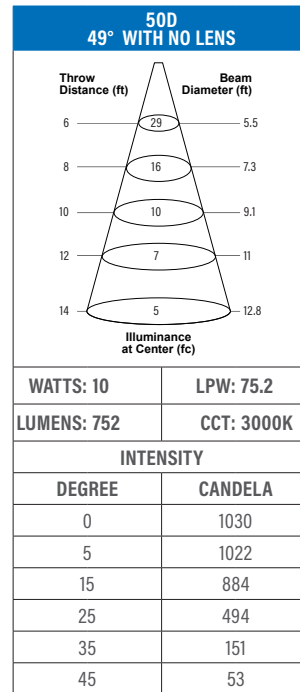 50D
49° WITH NO LENS
Throw Distance (ft)
Beam Diameter (ft)
6 29 5.5
8 16 7.3
10 10 9.1
12 7 11
14 5 12.8
Illuminance
at Center (fc)
WATTS: 10 LPW: 75.2
LUMENS: 752 CCT: 3000K
INTENSITY
DEGREE CANDELA
0 1030
5 1022
15 884
25 494
35 151
45 53